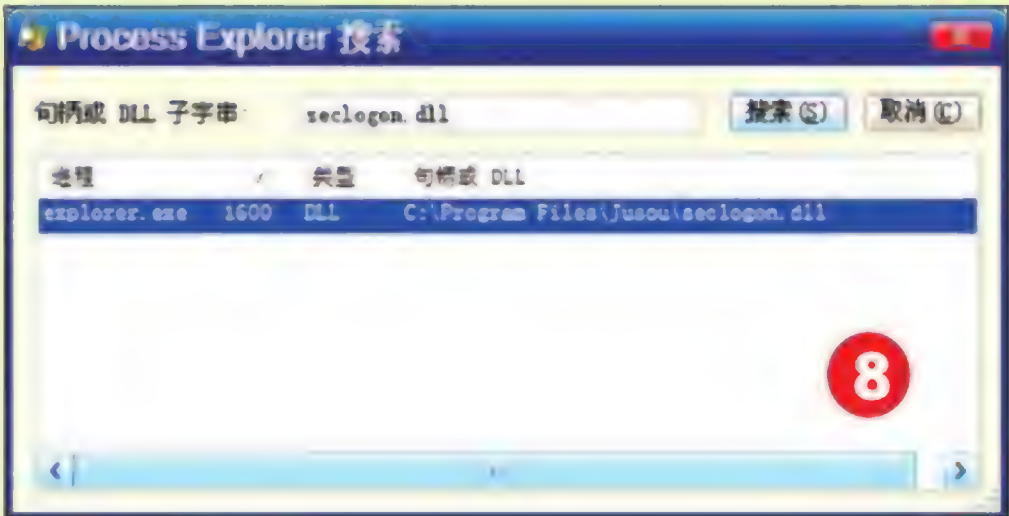 Process Explorer 搜索
句柄或 DLL 子字串: seclogon.dll 搜索(S) 取消(C)
进程 / 类型 句柄或 DLL
explorer.exe 1600 DLL C:\Program Files\Jusou\seclogon.dll
8